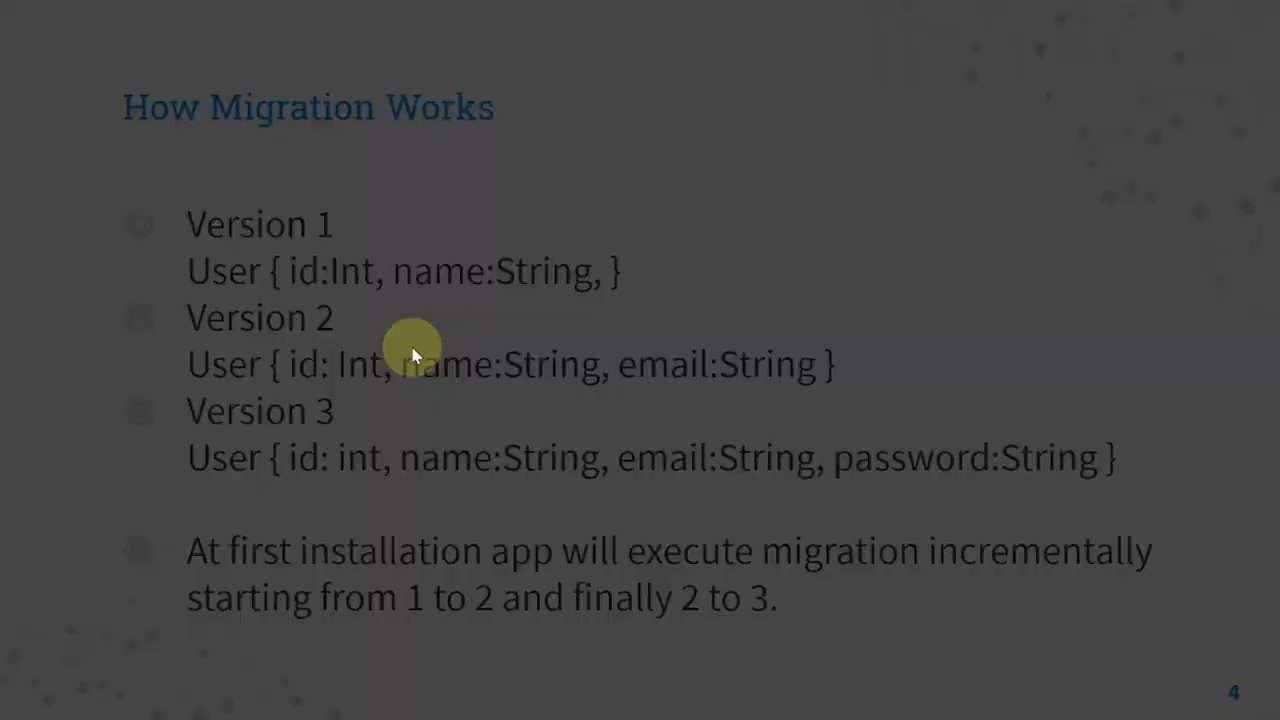 How Migration Works
Version 1
User { id:Int, name:String, }
Version 2
User { id: Int, name:String, email:String }
Version 3
User { id: int, name:String, email:String, password:String }
At first installation app will execute migration incrementally
starting from 1 to 2 and finally 2 to 3.
4